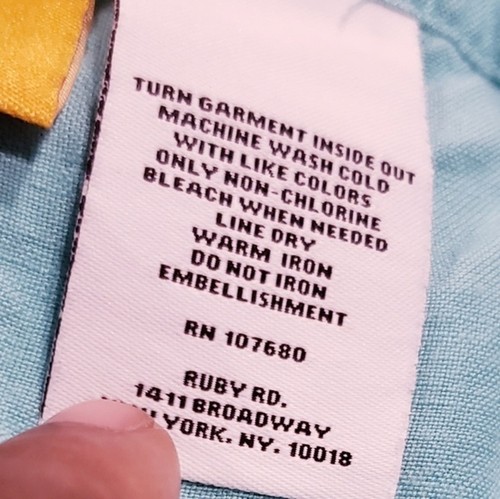 TURN GARMENT INSIDE OUT
MACHINE WASH COLD
WITH LIKE COLORS
ONLY NON-CHLORINE
BLEACH WHEN NEEDED
LINE DRY
WARM IRON
DO NOT IRON
EMBELLISHMENT
RN 107680
RUBY RD.
1411 BROADWAY
YORK, NY. 10018